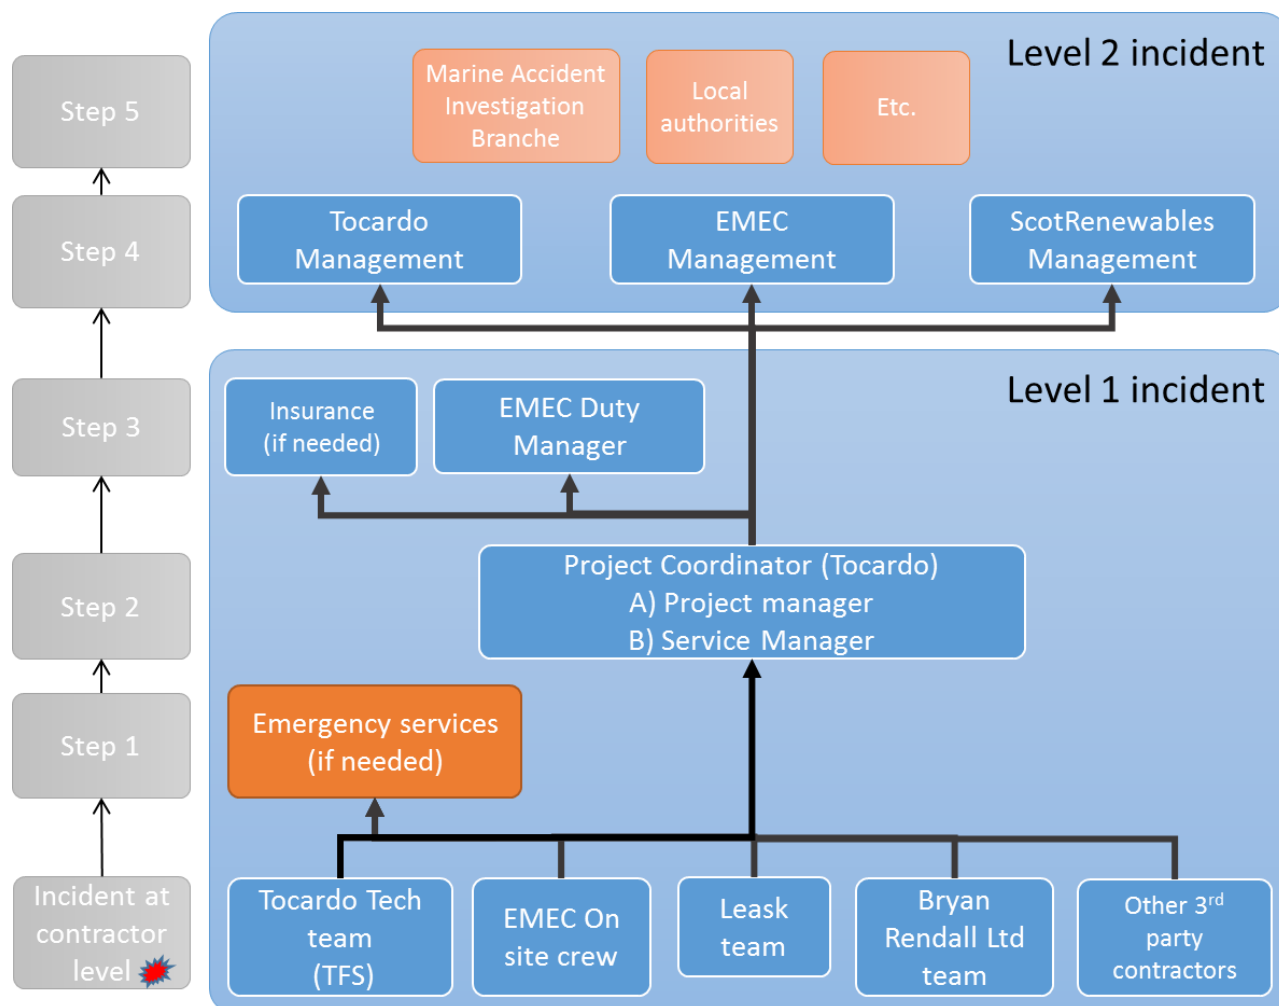 Level 2 incident
Step 5
Marine Accident
Investigation
Branche
Local
authorities
Etc.
Step 4
Tocardo
Management
EMEC
Management
ScotRenewables
Management
Level 1 incident
Step 3
Insurance
(if needed)
EMEC Duty
Manager
Step 2
Project Coordinator (Tocardo)
A) Project manager
B) Service Manager
Step 1
Emergency services
(if needed)
Incident at
contractor
level
Tocardo Tech
team
(TFS)
EMEC On
site crew
Leask
team
Bryan
Rendall Ltd
team
Other 3rd
party
contractors